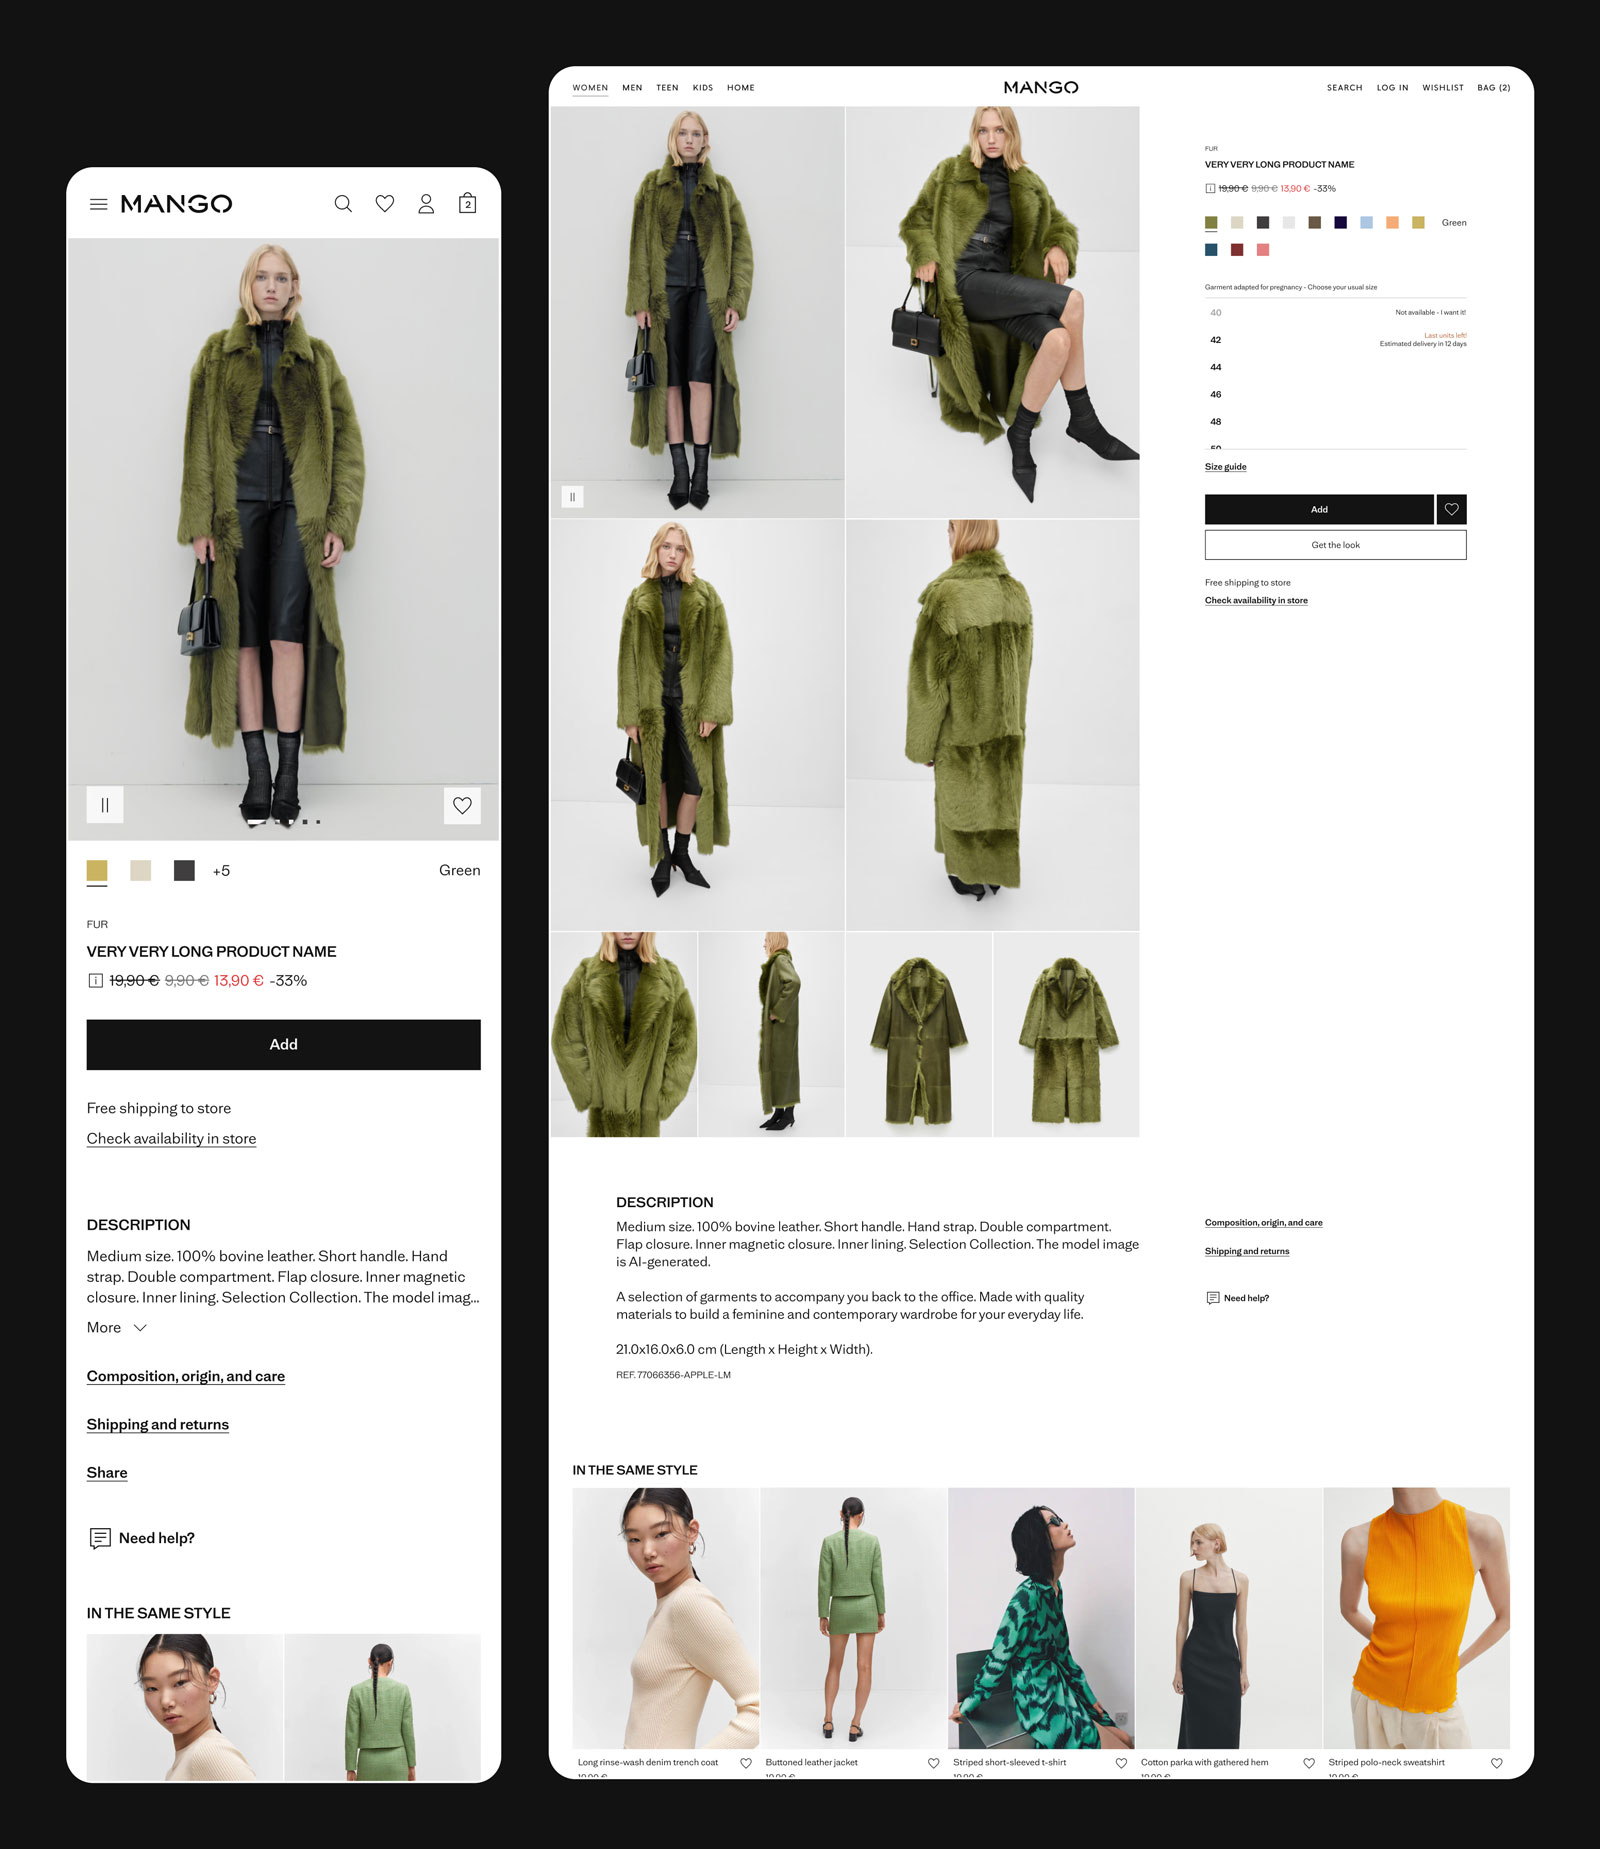 MANGO
2
+5
Green
FUR
VERY VERY LONG PRODUCT NAME
19,90 € 9,90 € 13,90 € -33%
Add
Free shipping to store
Check availability in store
DESCRIPTION
Medium size. 100% bovine leather. Short handle. Hand
strap. Double compartment. Flap closure. Inner magnetic
closure. Inner lining. Selection Collection. The model imag...
More
Composition, origin, and care
Shipping and returns
Share
Need help?
IN THE SAME STYLE
WOMEN MEN TEEN KIDS HOME
MANGO
SEARCH LOG IN WISHLIST BAG (2)
FUR
VERY VERY LONG PRODUCT NAME
19,90 € 9,90 € 13,90 € -33%
Green
Garment adapted for pregnancy - Choose your usual size
40 Not available - I want it!
42 Last units left!
Estimated delivery in 12 days
44
46
48
50
Size guide
Add
Get the look
Free shipping to store
Check availability in store
DESCRIPTION
Medium size. 100% bovine leather. Short handle. Hand strap. Double compartment.
Flap closure. Inner magnetic closure. Inner lining. Selection Collection. The model image
is AI-generated.
A selection of garments to accompany you back to the office. Made with quality
materials to build a feminine and contemporary wardrobe for your everyday life.
21.0x16.0x6.0 cm (Length x Height x Width).
REF. 77066356-APPLE-LM
Composition, origin, and care
Shipping and returns
Need help?
IN THE SAME STYLE
Long rinse-wash denim trench coat
Buttoned leather jacket
Striped short-sleeved t-shirt
Cotton parka with gathered hem
Striped polo-neck sweatshirt